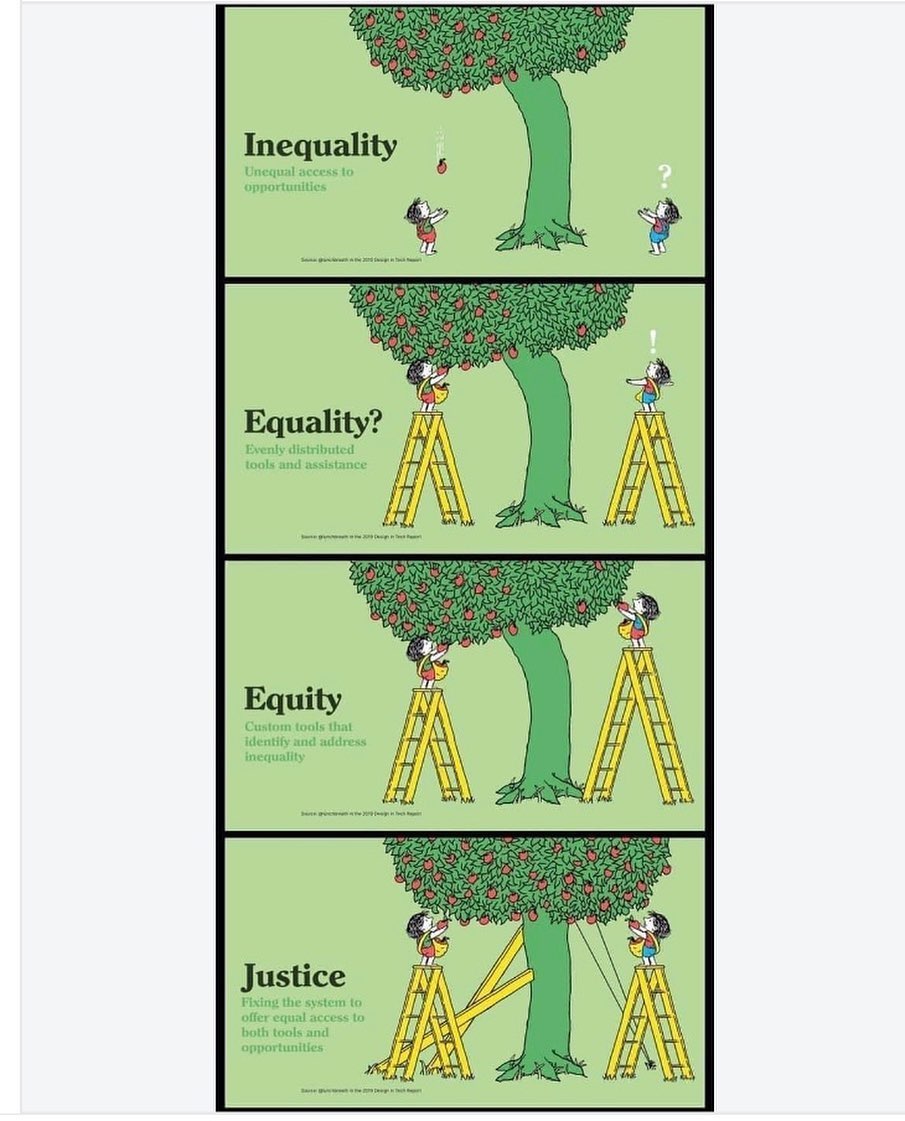 Inequality
Unequal access to
opportunities
?
Source: @lunchbreath in the 2019 Design in Tech Report
Equality?
Evenly distributed
tools and assistance
!
Source: @lunchbreath in the 2019 Design in Tech Report
Equity
Custom tools that
identify and address
inequality
Source: @lunchbreath in the 2019 Design in Tech Report
Justice
Fixing the system to
offer equal access to
both tools and
opportunities
Source: @lunchbreath in the 2019 Design in Tech Report